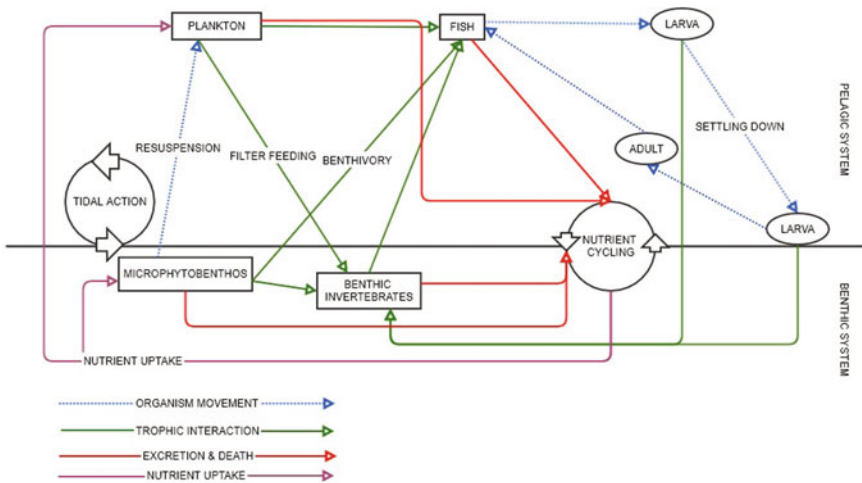 PLANKTON
FISH
LARVA
RESUSPENSION
FILTER FEEDING
BENTHIVORY
SETTLING DOWN
ADULT
PELAGIC SYSTEM
TIDAL ACTION
LARVA
NUTRIENT
CYCLING
MICROPHYTOBENTHOS
BENTHIC
INVERTEBRATES
BENTHIC SYSTEM
NUTRIENT UPTAKE
ORGANISM MOVEMENT
TROPHIC INTERACTION
EXCRETION & DEATH
NUTRIENT UPTAKE